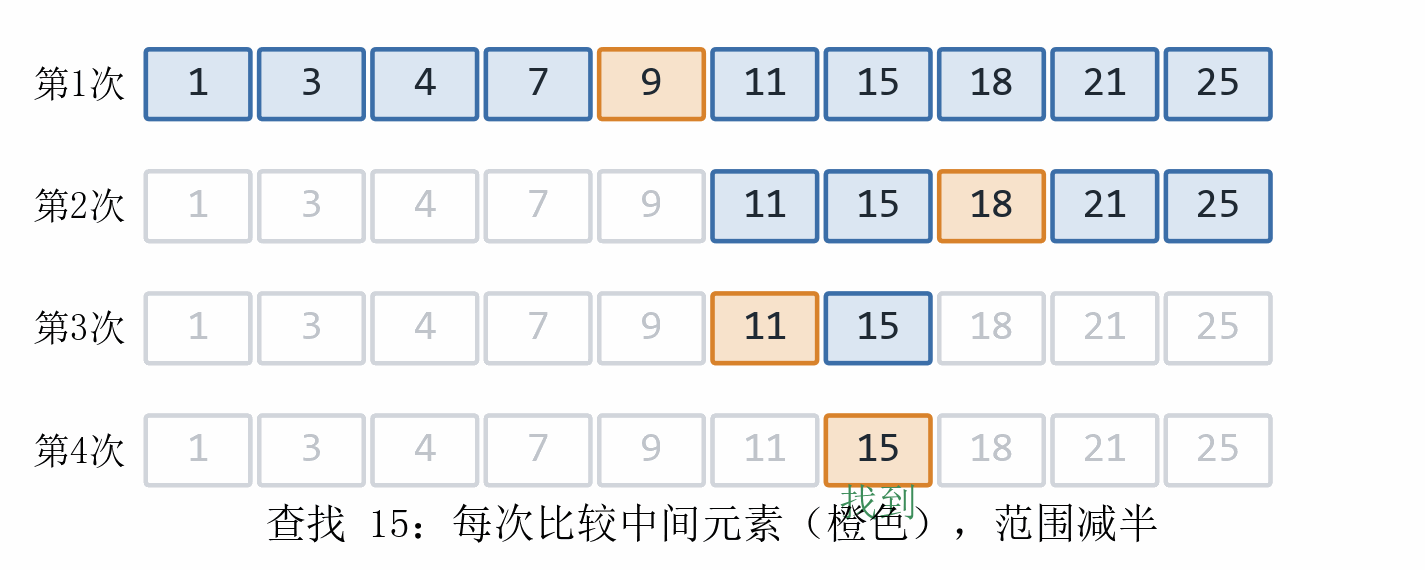 第1次 1 3 4 7 9 11 15 18 21 25
第2次 1 3 4 7 9 11 15 18 21 25
第3次 1 3 4 7 9 11 15 18 21 25
第4次 1 3 4 7 9 11 15 18 21 25
找到
查找 15：每次比较中间元素（橙色），范围减半